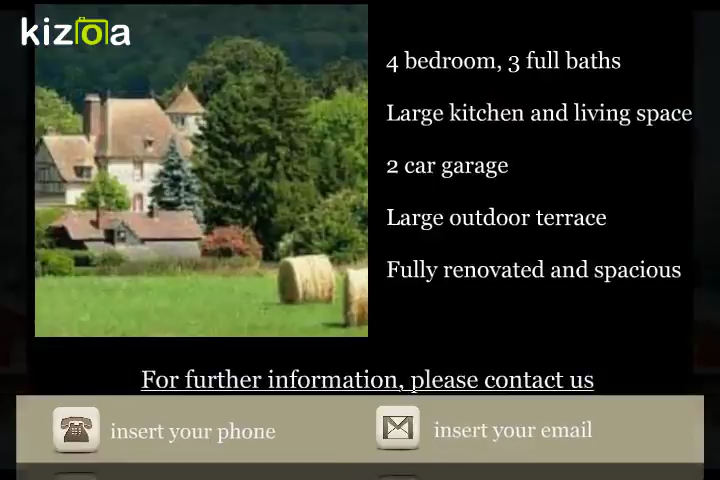 kizoa
4 bedroom, 3 full baths
Large kitchen and living space
2 car garage
Large outdoor terrace
Fully renovated and spacious
For further information, please contact us
insert your phone
insert your email